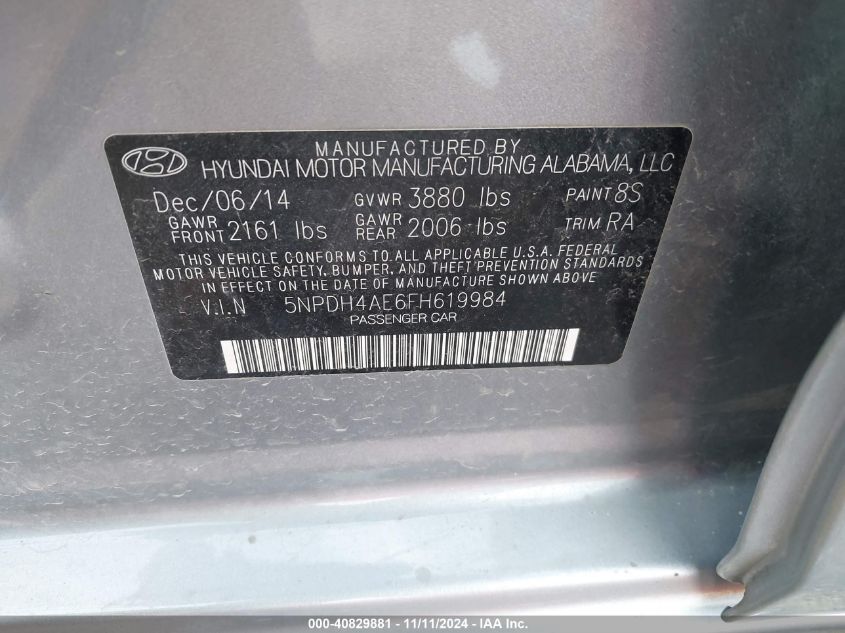 MANUFACTURED BY
HYUNDAI MOTOR MANUFACTURING ALABAMA, LLC
Dec/06/14 GVWR 3880 lbs PAINT 8S
GAWR FRONT 2161 lbs GAWR REAR 2006 lbs TRIM RA
THIS VEHICLE CONFORMS TO ALL APPLICABLE U.S.A. FEDERAL
MOTOR VEHICLE SAFETY, BUMPER, AND THEFT PREVENTION STANDARDS
IN EFFECT ON THE DATE OF MANUFACTURE SHOWN ABOVE.
V.I.N 5NPDH4AE6FH619984
PASSENGER CAR
000-40829881 - 11/11/2024 - IAA Inc.